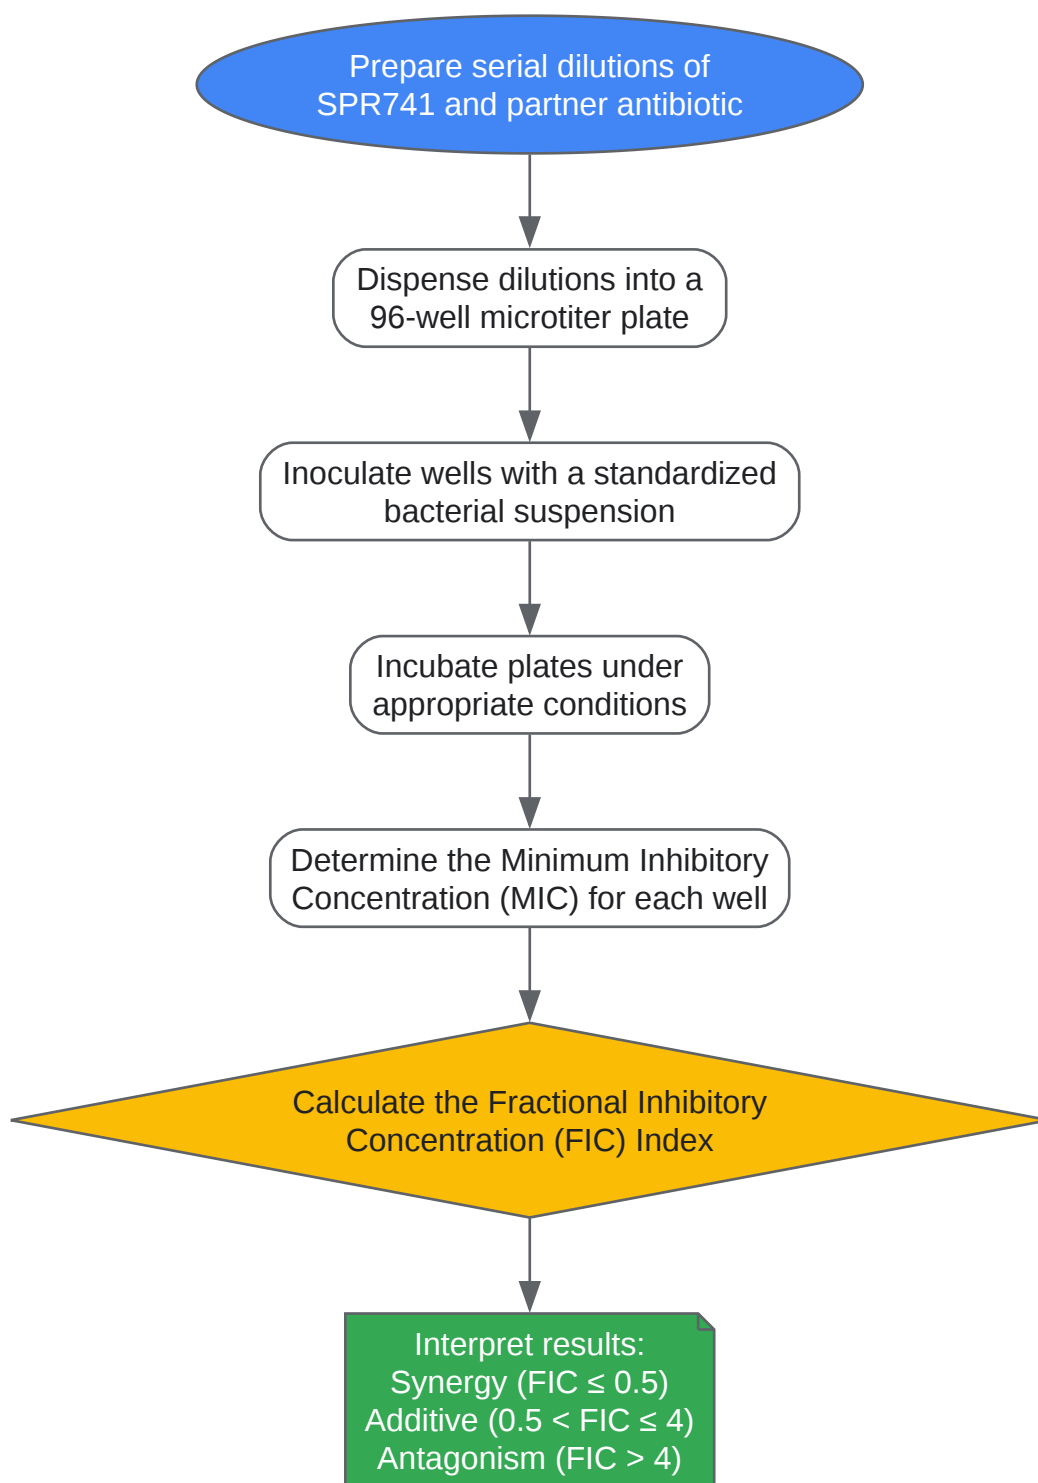 Prepare serial dilutions of
SPR741 and partner antibiotic
Dispense dilutions into a
96-well microtiter plate
Inoculate wells with a standardized
bacterial suspension
Incubate plates under
appropriate conditions
Determine the Minimum Inhibitory
Concentration (MIC) for each well
Calculate the Fractional Inhibitory
Concentration (FIC) Index
Interpret results:
Synergy (FIC ≤ 0.5)
Additive (0.5 < FIC ≤ 4)
Antagonism (FIC > 4)